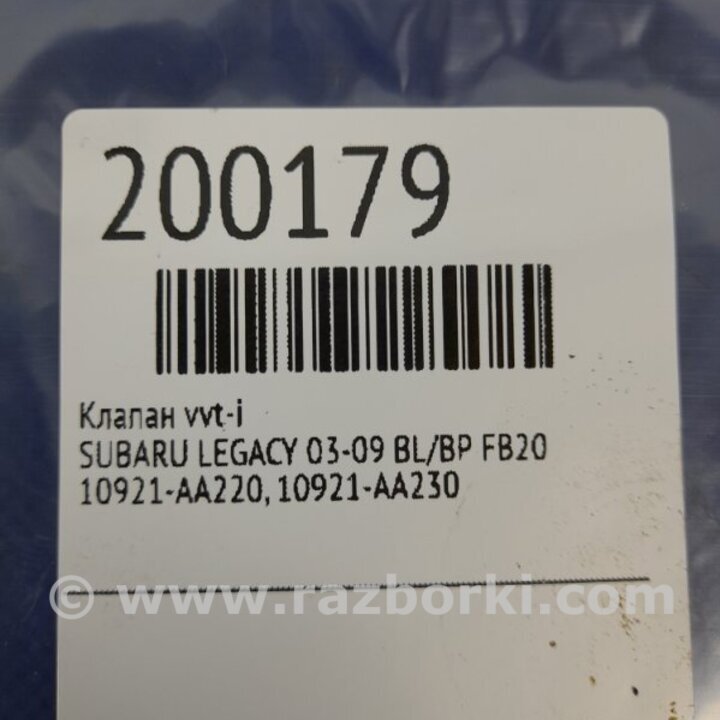 200179
Клапан vvt-i
SUBARU LEGACY 03-09 BL/BP FB20
10921-AA220, 10921-AA230
© www.razborki.com